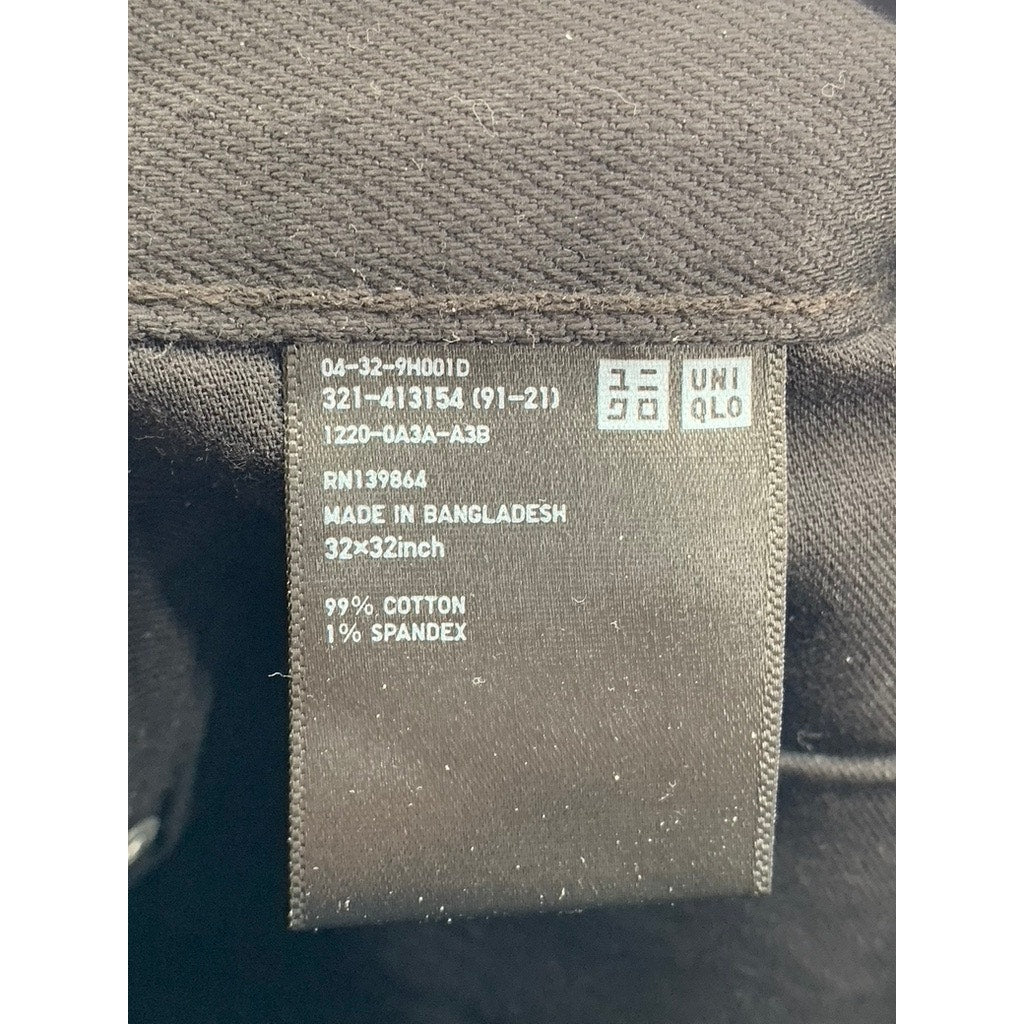 04-32-9H001D
321-413154 (91-21)
1220-0A3A-A3B
ユニ
クロ
UNI
QLO
RN139864
MADE IN BANGLADESH
32×32inch
99% COTTON
1% SPANDEX